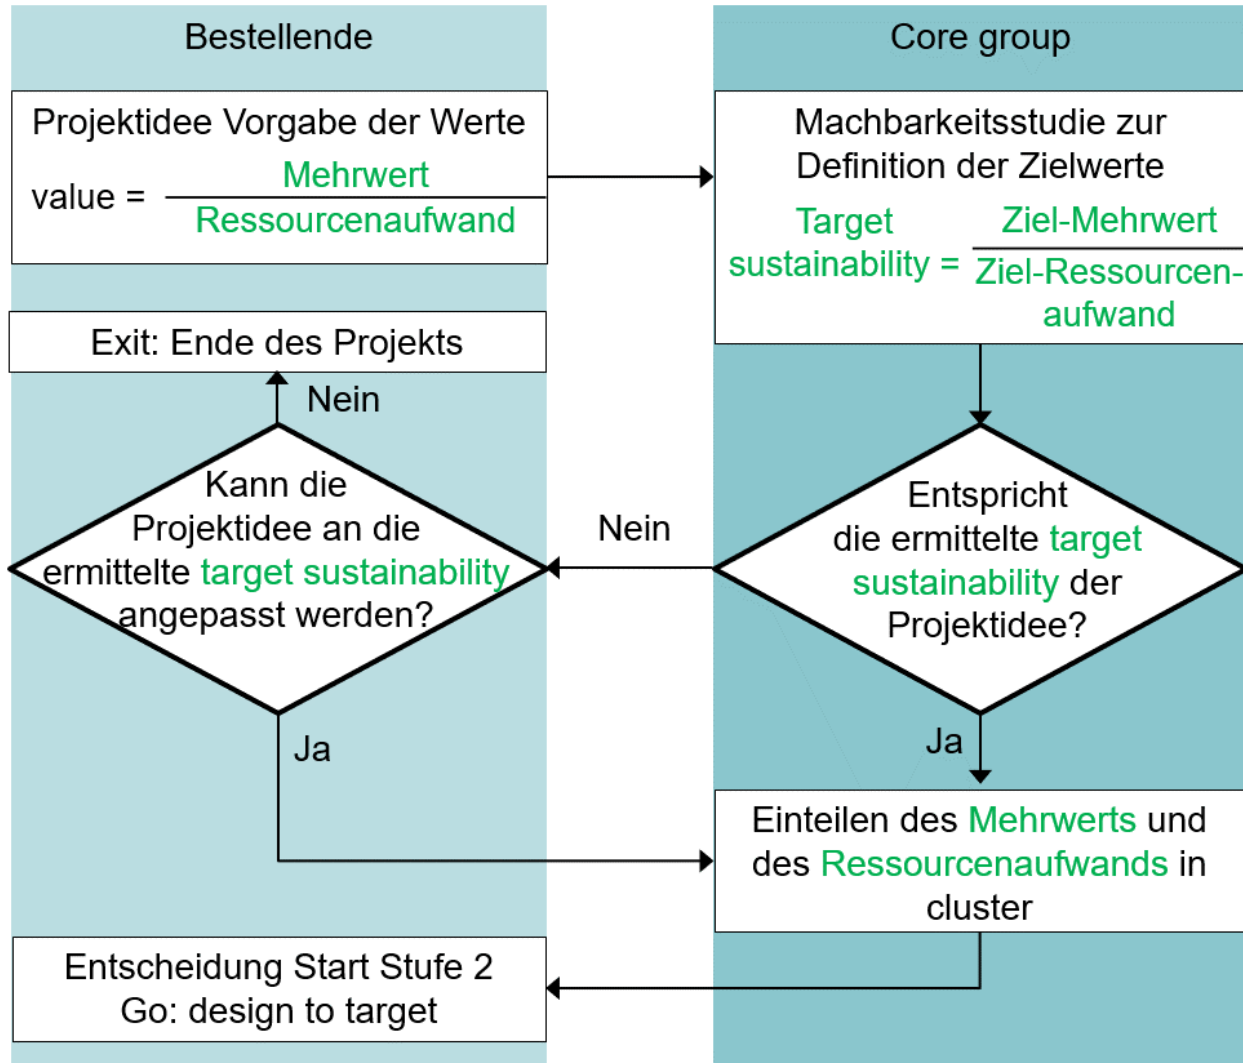 Bestellende
Projektidee Vorgabe der Werte
value = Mehrwert
Ressourcenaufwand
Core group
Machbarkeitsstudie zur
Definition der Zielwerte
Target
sustainability =
Ziel-Mehrwert
Ziel-Ressourcen-
aufwand
Exit: Ende des Projekts
Nein
Kann die
Projektidee an die
ermittelte target sustainability
angepasst werden?
Nein
Entspricht
die ermittelte target
sustainability der
Projektidee?
Ja
Ja
Einteilen des Mehrwerts und
des Ressourcenaufwands in
cluster
Entscheidung Start Stufe 2
Go: design to target